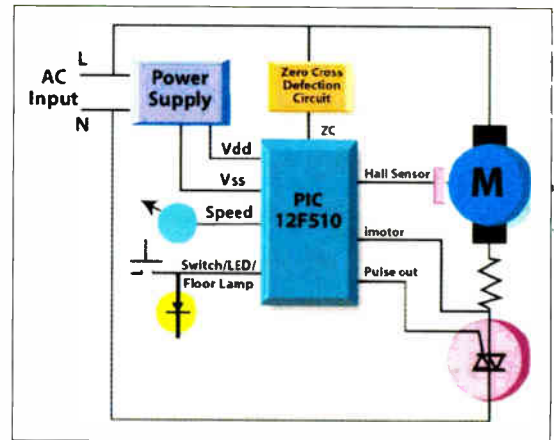 L
AC
Input
N
Power
Supply
Zero Cross
Defection
Circuit
ZC
Vdd
Vss
Speed
Switch/LED/
Floor Lamp
PIC
12F510
Hall Sensor
imotor
Pulse out
M